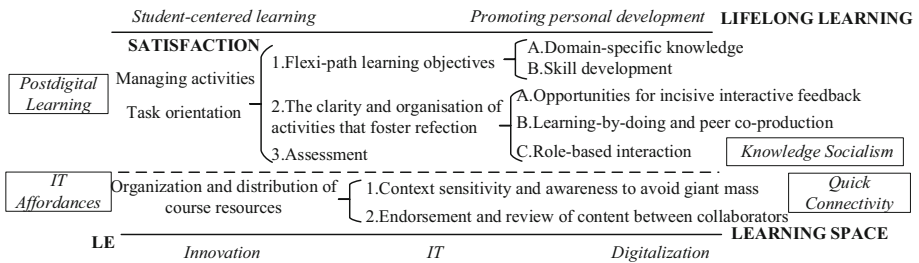 Student-centered learning Promoting personal development LIFELONG LEARNING
SATISFACTION
1.Flexi-path learning objectives
A.Domain-specific knowledge
B.Skill development
Postdigital
Learning
Managing activities
Task orientation
2.The clarity and organisation of
activities that foster refection
A.Opportunities for incisive interactive feedback
B.Learning-by-doing and peer co-production
C.Role-based interaction
3.Assessment
Knowledge Socialism
IT
Affordances
Organization and distribution of
course resources
1.Context sensitivity and awareness to avoid giant mass
2.Endorsement and review of content between collaborators
Quick
Connectivity
LE
LEARNING SPACE
Innovation IT Digitalization